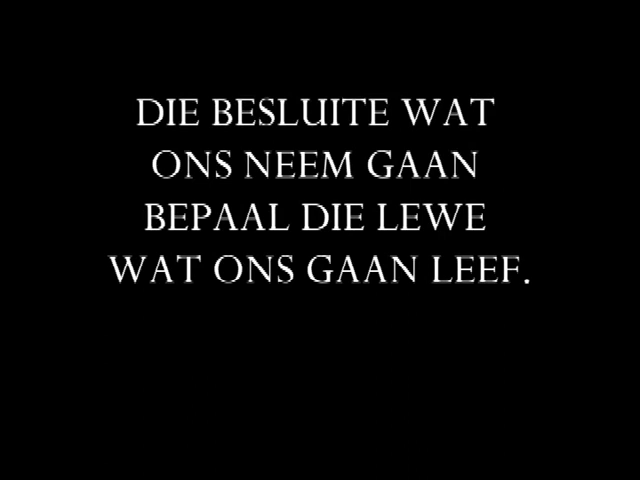 DIE BESLUITE WAT
ONS NEEM GAAN
BEPAAL DIE LEWE
WAT ONS GAAN LEEF.